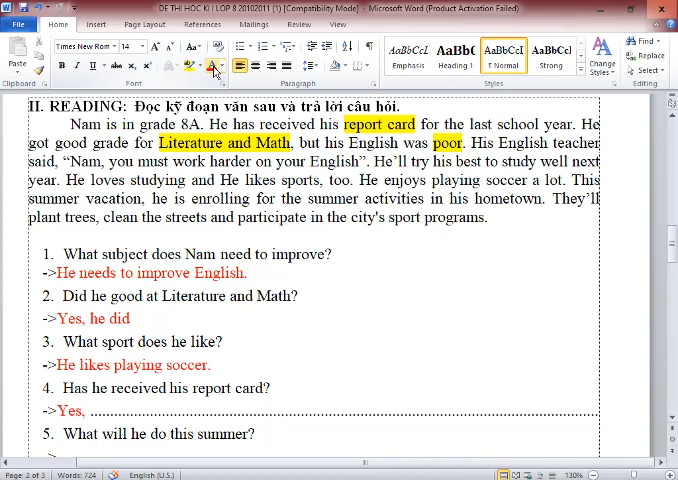 DE THI HOC KI I LOP 8 20102011 (1) [Compatibility Mode] - Microsoft Word (Product Activation Failed)
File Home Insert Page Layout References Mailings Review View
Paste
Times New Rom 14
B I U abc x₂ x² A ab A
Aa
AaBbCcI AaBb( AaBbCcI AaBbCc
Emphasis Heading 1 ¶ Normal Strong
Change Styles
Find
Replace
Select
Clipboard Font Paragraph Styles Editing
II. READING: Đọc kỹ đoạn văn sau và trả lời câu hỏi.
Nam is in grade 8A. He has received his report card for the last school year. He
got good grade for Literature and Math, but his English was poor. His English teacher
said, “Nam, you must work harder on your English”. He’ll try his best to study well next
year. He loves studying and He likes sports, too. He enjoys playing soccer a lot. This
summer vacation, he is enrolling for the summer activities in his hometown. They’ll
plant trees, clean the streets and participate in the city's sport programs.
1. What subject does Nam need to improve?
->He needs to improve English.
2. Did he good at Literature and Math?
->Yes, he did
3. What sport does he like?
->He likes playing soccer.
4. Has he received his report card?
->Yes, ...............................................................................................
5. What will he do this summer?
Page: 2 of 3 Words: 724 English (U.S.) 130%